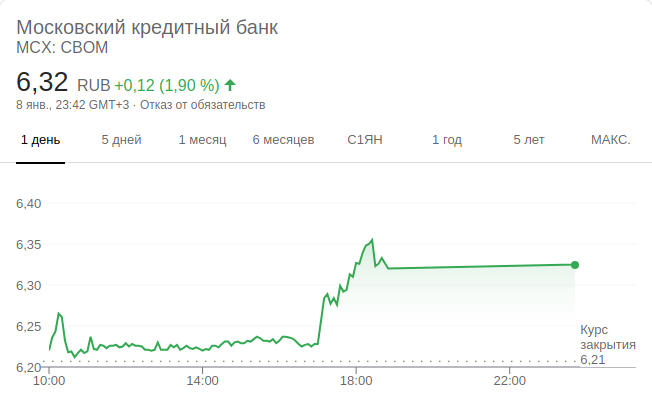 Московский кредитный банк
MCX: CBOM
6,32 RUB +0,12 (1,90 %)
8 янв., 23:42 GMT+3 · Отказ от обязательств
1 день 5 дней 1 месяц 6 месяцев С1ЯН 1 год 5 лет МАКС.
6,40
6,35
6,30
6,25
Курс
закрытия
6,21
6,20
10:00 14:00 18:00 22:00